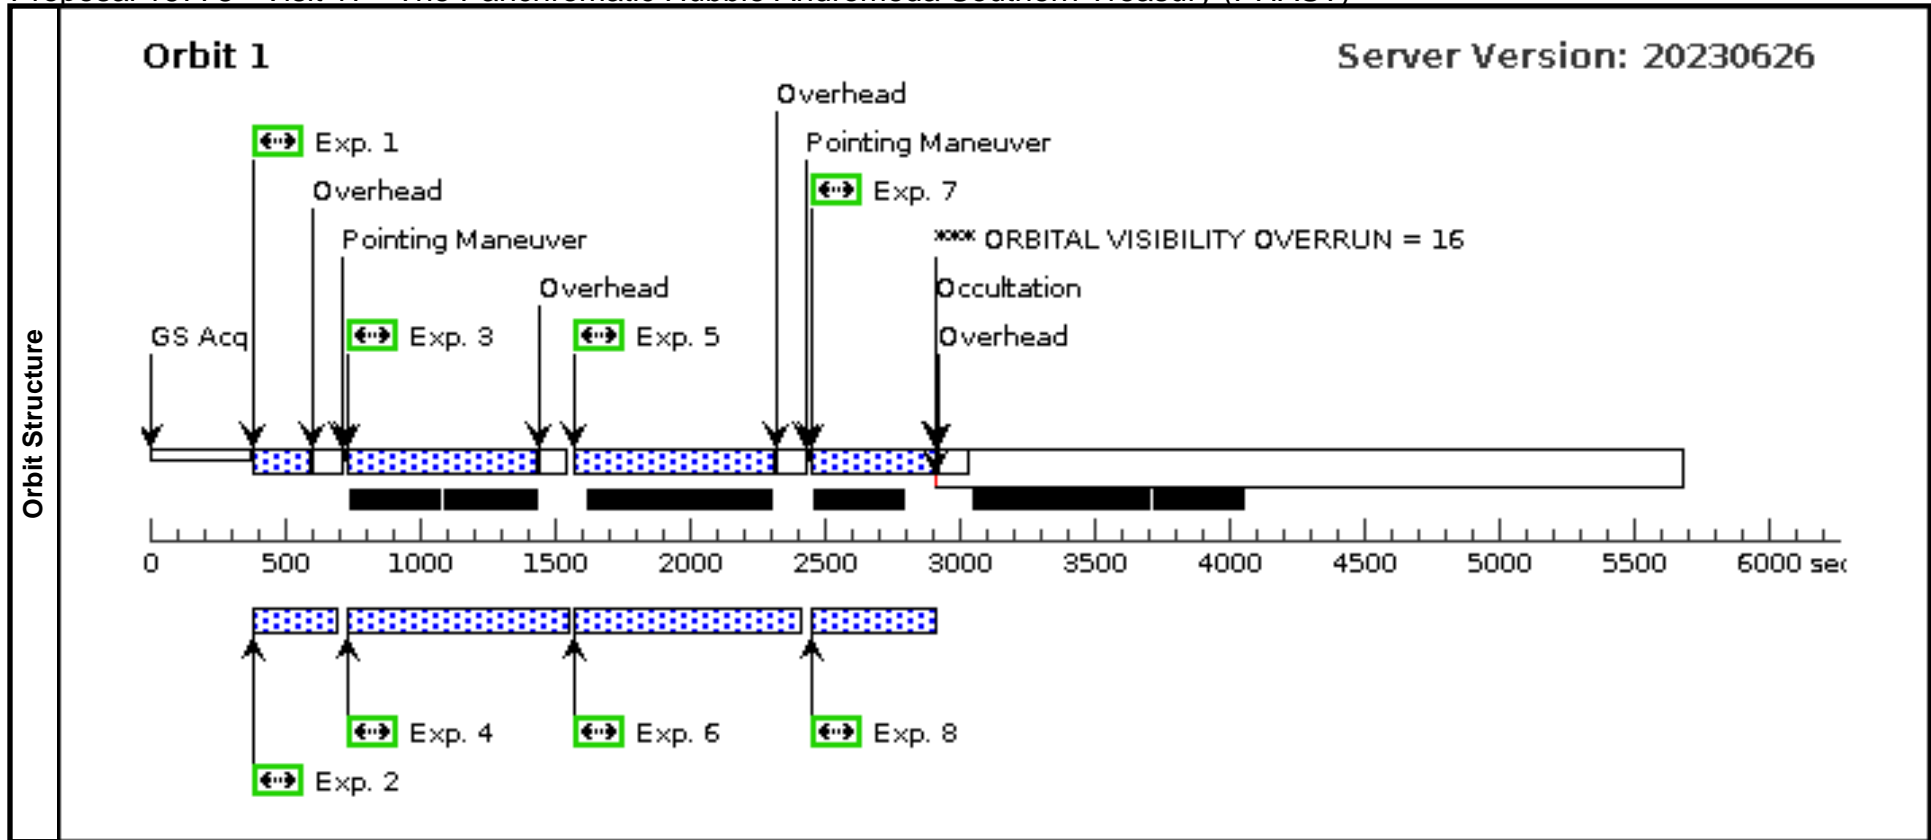 Orbit Structure
Orbit 1
Server Version: 20230626
Overhead
Exp. 1
Pointing Maneuver
Overhead
Exp. 7
Pointing Maneuver
**** ORBITAL VISIBILITY OVERRUN = 16
Overhead
Occultation
GS Acq
Exp. 3
Exp. 5
Overhead
0 500 1000 1500 2000 2500 3000 3500 4000 4500 5000 5500 6000
Exp. 4
Exp. 6
Exp. 8
Exp. 2